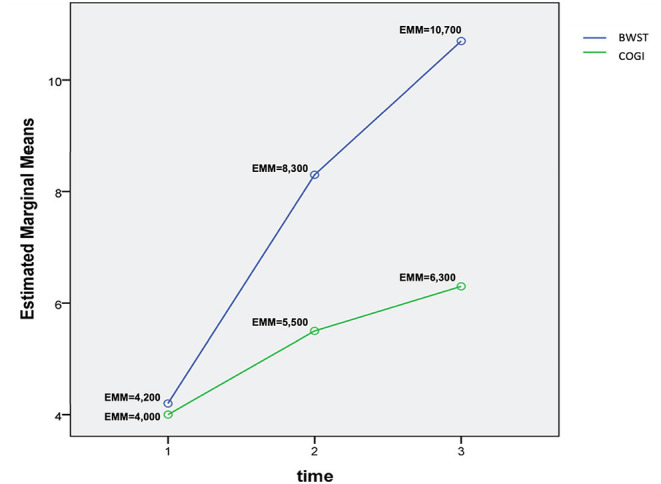 EMM=10,700
BWST
COGI
10
EMM=8,300
8
Estimated Marginal Means
EMM=6,300
6
EMM=5,500
EMM=4,200
4
EMM=4,000
1
2
3
time